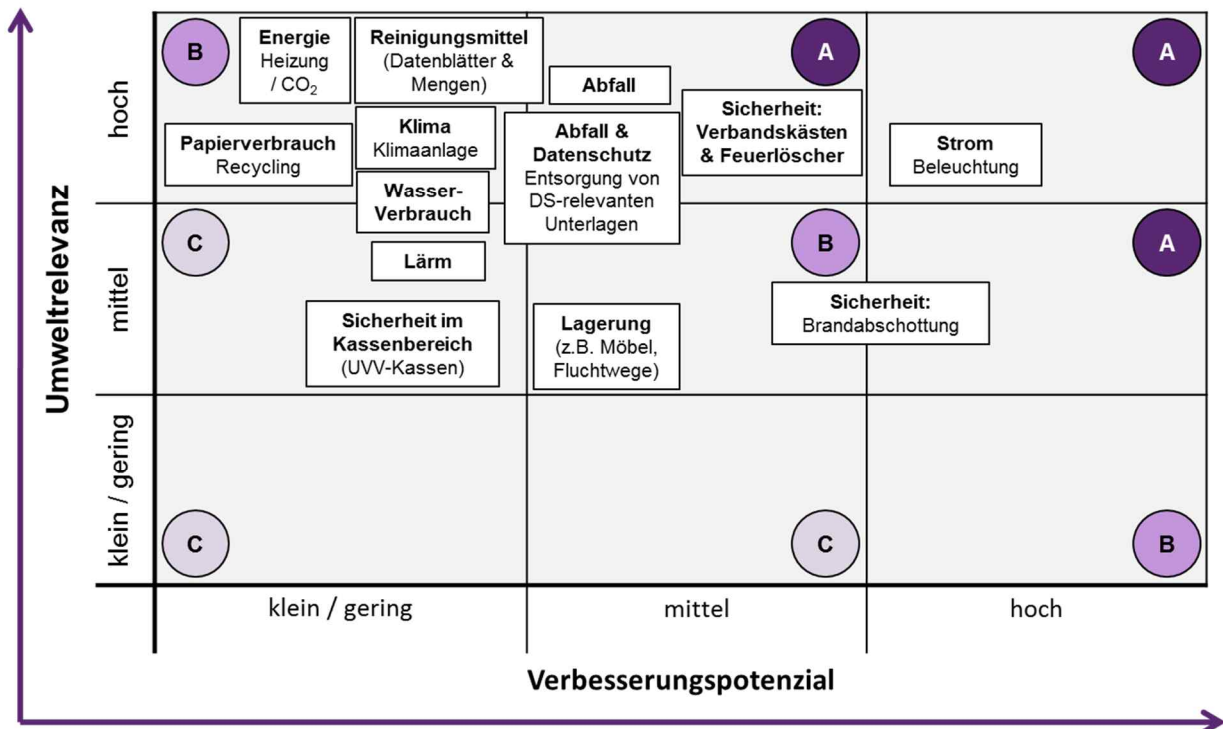 Umweltrelevanz
hoch
B
Energie
Heizung
/ CO₂
Reinigungsmittel
(Datenblätter &
Mengen)
Abfall
A
A
Papierverbrauch
Recycling
Klima
Klimaanlage
Abfall &
Datenschutz
Entsorgung von
DS-relevanten
Unterlagen
Sicherheit:
Verbandskästen
& Feuerlöscher
Strom
Beleuchtung
Wasser-
Verbrauch
mittel
C
Lärm
B
A
Sicherheit im
Kassenbereich
(UVV-Kassen)
Lagerung
(z.B. Möbel,
Fluchtwege)
Sicherheit:
Brandabschottung
klein / gering
C
C
B
klein / gering
mittel
hoch
Verbesserungspotenzial